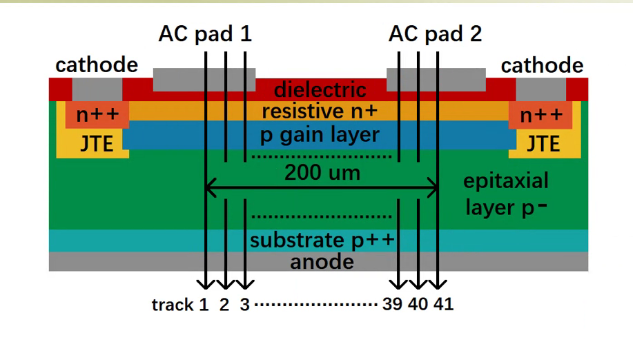 AC pad 1 AC pad 2
cathode cathode
dielectric
n++ resistive n+ n++
JTE p gain layer JTE
200 um
epitaxial
layer p-
substrate p++
anode
track 1 2 3 39 40 41